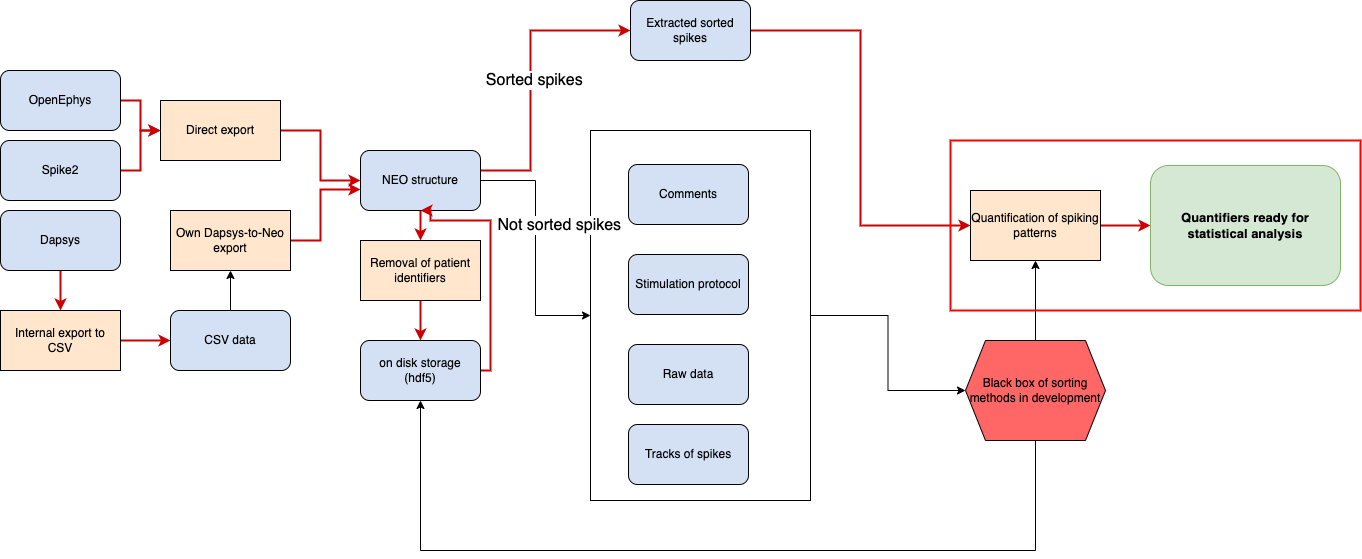 Extracted sorted
spikes
Sorted spikes
OpenEphys
Direct export
Spike2
NEO structure
Comments
Dapsys
Own Dapsys-to-Neo
export
Not sorted spikes
Quantification of spiking
patterns
Quantifiers ready for
statistical analysis
Removal of patient
identifiers
Stimulation protocol
Internal export to
CSV
CSV data
on disk storage
(hdf5)
Raw data
Black box of sorting
methods in development
Tracks of spikes